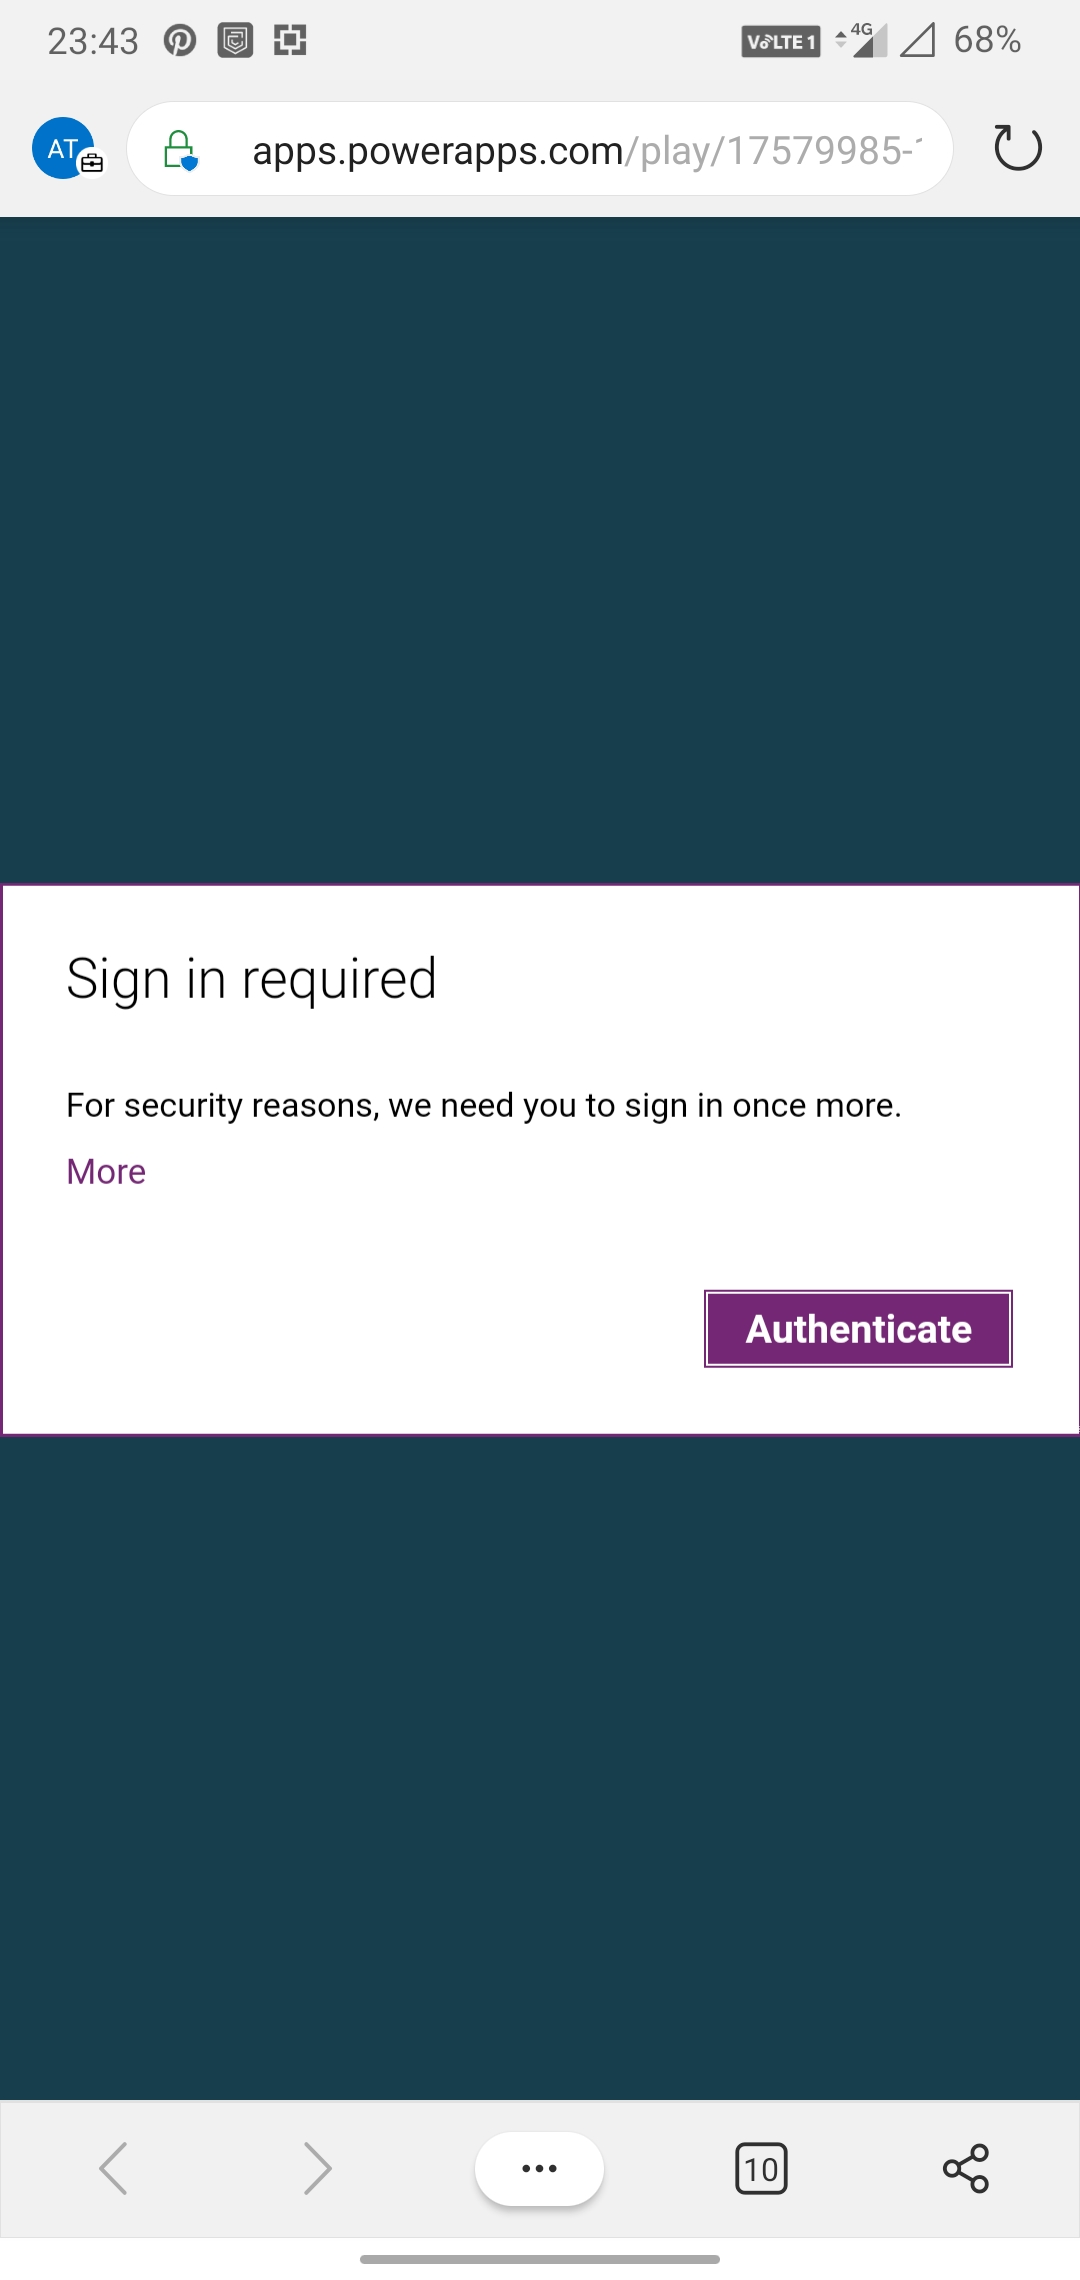 23:43
VoLTE 1
4G
68%
AT
apps.powerapps.com/play/17579985-
Sign in required
For security reasons, we need you to sign in once more.
More
Authenticate
10